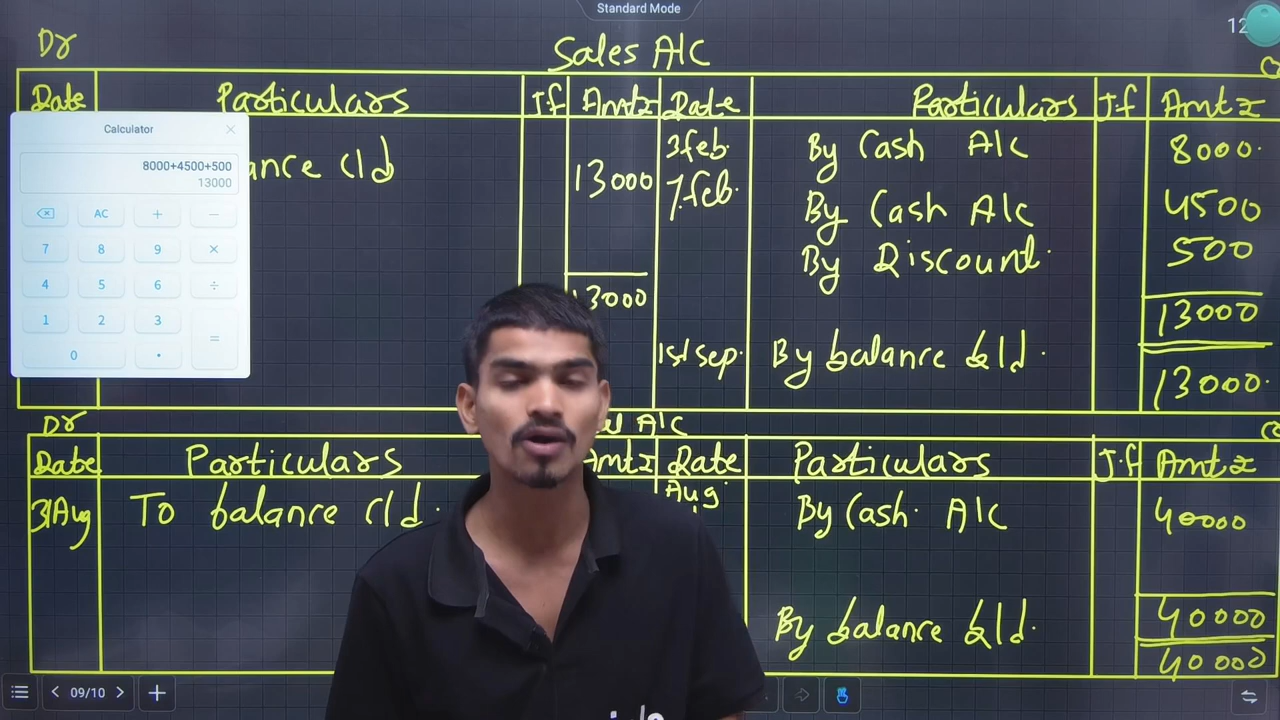 Standard Mode
12
Dr
Sales A/C
Date Particulars J.f Amt₹ Date Particulars J.f Amt₹
Calculator
8000+4500+500
13000
AC + −
7 8 9 ×
4 5 6 ÷
1 2 3 =
0 •
c/d 13000
13000
3 feb. By Cash A/C 8000
7 feb. By Cash A/C 4500
By Discount. 500
13000
1st sep. By balance b/d. 13000.
Dr A/C
Date Particulars Amt₹ Date Particulars J.f Amt₹
31Aug To balance c/d. Aug By Cash. A/C 40000
40000
By balance b/d. 40000
09/10